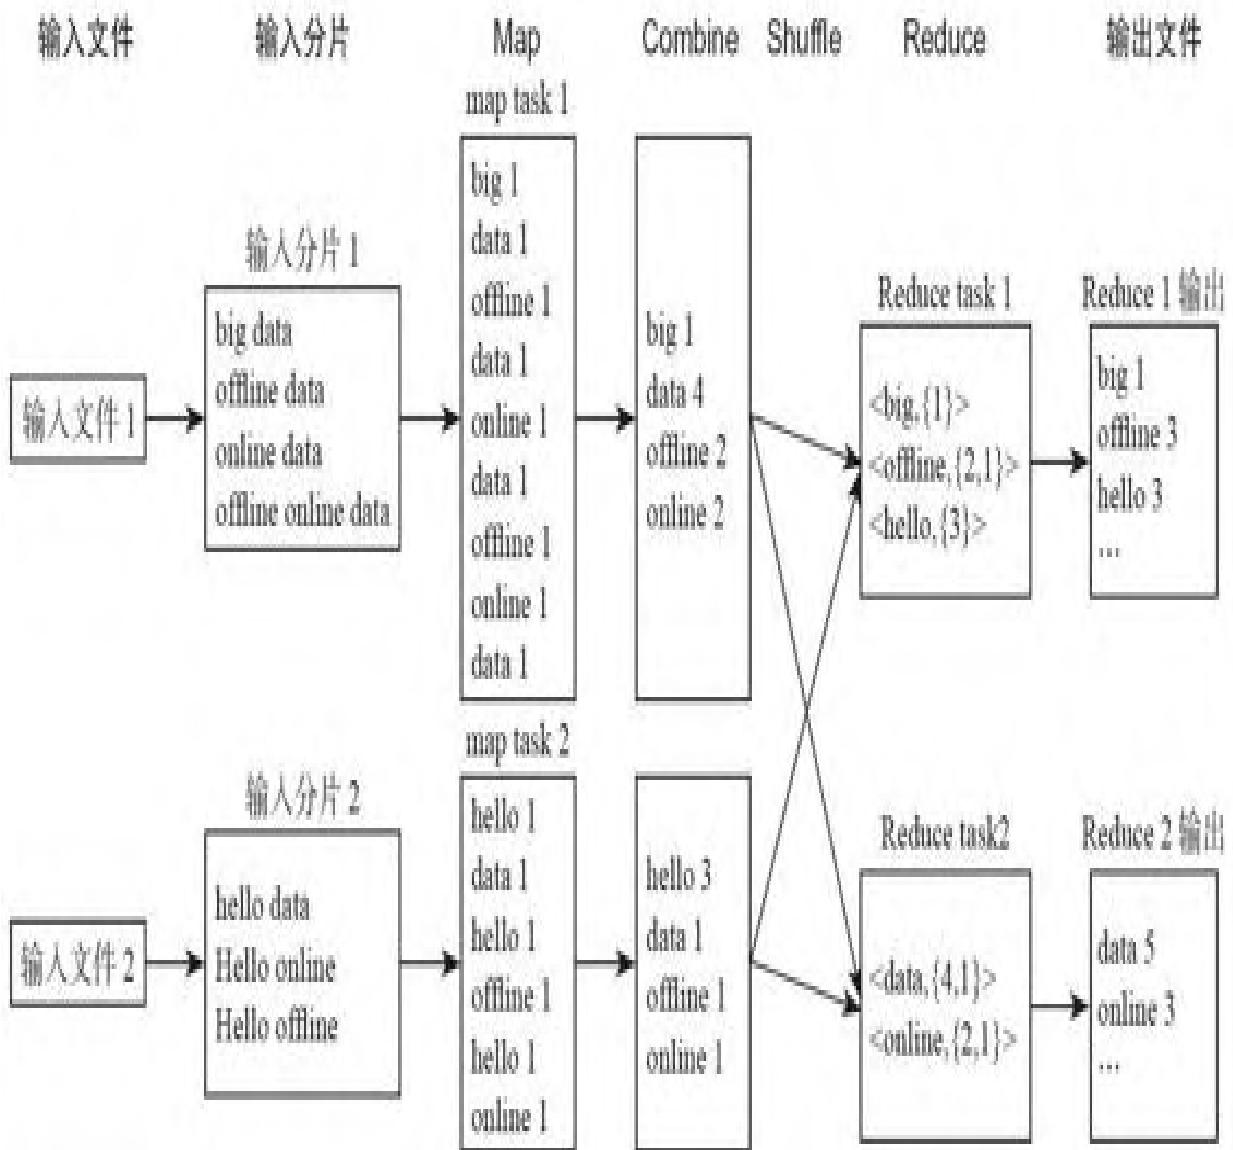 输入文件 输入分片 Map Combine Shuffle Reduce 输出文件
map task 1
big 1
data 1
offline 1
data 1
online 1
data 1
offline 1
online 1
data 1
输入分片 1
big data
offline data
online data
offline online data
输入文件 1
big 1
data 4
offline 2
online 2
Reduce task 1
<big,{1}>
<offline,{2,1}>
<hello,{3}>
Reduce 1 输出
big 1
offline 3
hello 3
...
map task 2
hello 1
data 1
hello 1
offline 1
hello 1
online 1
输入分片 2
hello data
Hello online
Hello offline
输入文件 2
hello 3
data 1
offline 1
online 1
Reduce task2
<data,{4,1}>
<online,{2,1}>
Reduce 2 输出
data 5
online 3
...